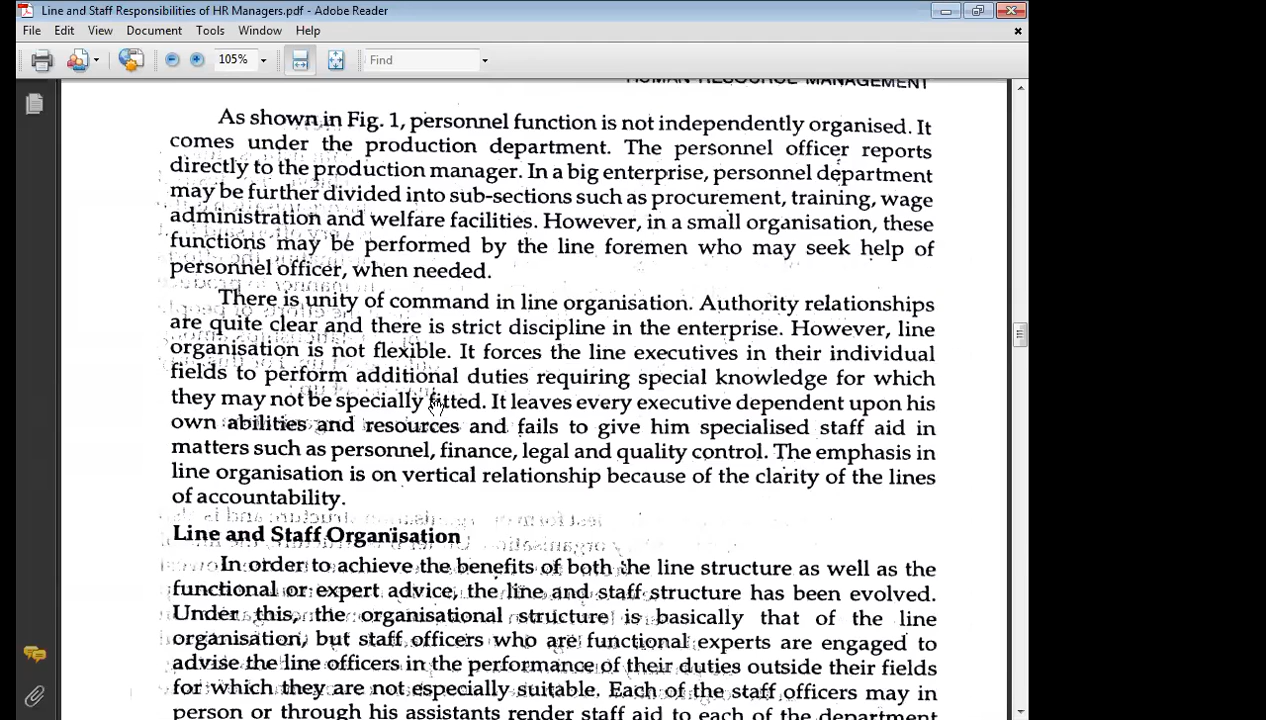 Line and Staff Responsibilities of HR Managers.pdf - Adobe Reader
File Edit View Document Tools Window Help
105% Find
HUMAN RESOURCE MANAGEMENT
As shown in Fig. 1, personnel function is not independently organised. It
comes under the production department. The personnel officer reports
directly to the production manager. In a big enterprise, personnel department
may be further divided into sub-sections such as procurement, training, wage
administration and welfare facilities. However, in a small organisation, these
functions may be performed by the line foremen who may seek help of
personnel officer, when needed.
There is unity of command in line organisation. Authority relationships
are quite clear and there is strict discipline in the enterprise. However, line
organisation is not flexible. It forces the line executives in their individual
fields to perform additional duties requiring special knowledge for which
they may not be specially fitted. It leaves every executive dependent upon his
own abilities and resources and fails to give him specialised staff aid in
matters such as personnel, finance, legal and quality control. The emphasis in
line organisation is on vertical relationship because of the clarity of the lines
of accountability.
Line and Staff Organisation
In order to achieve the benefits of both the line structure as well as the
functional or expert advice, the line and staff structure has been evolved.
Under this, the organisational structure is basically that of the line
organisation, but staff officers who are functional experts are engaged to
advise the line officers in the performance of their duties outside their fields
for which they are not especially suitable. Each of the staff officers may in
person or through his assistants render staff aid to each of the department